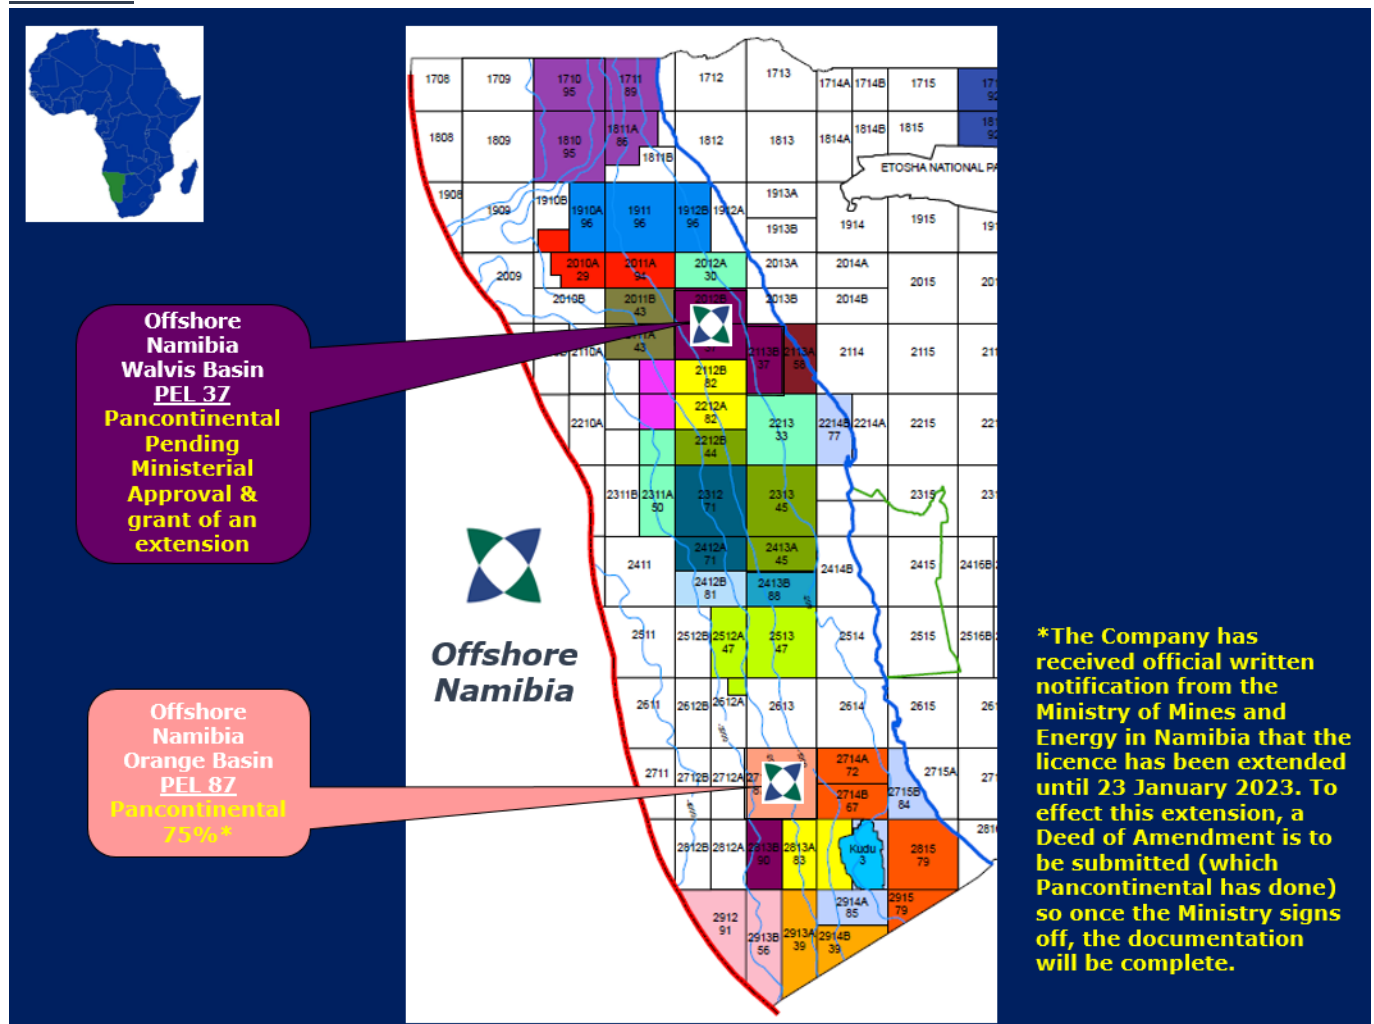 1708 1709 1710 1711 1712 1713 1714A 1714B 1715
95 89
1808 1809 1810 1811A 1812 1813 1814A 1814B 1815
95 86
1811B
ETOSHA NATIONAL PA
1908 1909 1910B 1910A 1911 1912B 1912A 1913A 1914 1915
96 96 96
1913B
2009 2010A 2011A 2012A 2013A 2014A 2015
29 94 30
2010B 2011B 2012B 2013B 2014B
43
2110A 2111A 2113B 2113A 2114 2115
43 37 37 58
2112B
82
2210A 2212A 2213 2214B 2214A 2215
82 33 77
2212B
44
2311B 2311A 2312 2313 2315
50 71 45
2411 2412A 2413A 2414B 2415 2416B
71 45
2412B 2413B
81 88
2511 2512B 2512A 2513 2514 2515 2516B
47 47
2611 2612B 2612A 2613 2614 2615
2711 2712B 2712A 2714A 2715A
72
2714B 2715B
67 84
2812B 2812A 2813B 2813A Kudu 2815
90 83 3 79
2912 2913B 2913A 2914A 2915
91 56 39 85 79
2914B
39
Offshore
Namibia
Walvis Basin
PEL 37
Pancontinental
Pending
Ministerial
Approval &
grant of an
extension
Offshore
Namibia
Offshore
Namibia
Orange Basin
PEL 87
Pancontinental
75%*
*The Company has
received official written
notification from the
Ministry of Mines and
Energy in Namibia that the
licence has been extended
until 23 January 2023. To
effect this extension, a
Deed of Amendment is to
be submitted (which
Pancontinental has done)
so once the Ministry signs
off, the documentation
will be complete.